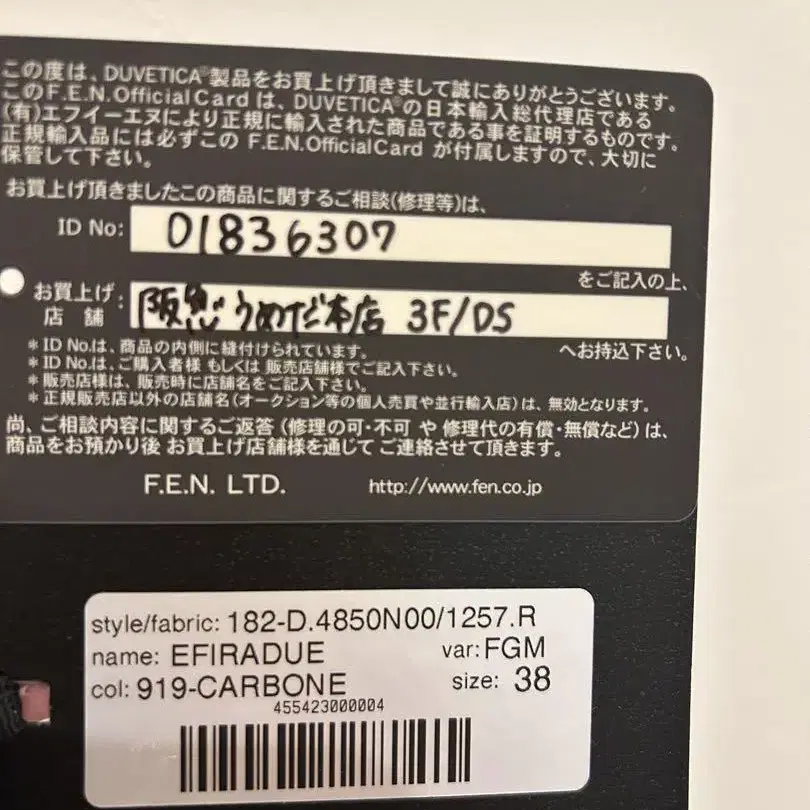 この度は、DUVETICA®製品をお買上げ頂きまして誠にありがとうございます。
このF.E.N.OfficialCardは、DUVETICA®の日本輸入総代理店である
(有)エフイーエヌにより正規に輸入された商品である事を証明するものです。
正規輸入品には必ずこの F.E.N.OfficialCard が付属しますので、大切に
保管して下さい。
お買上げ頂きましたこの商品に関するご相談(修理等)は、
ID No: 01836307
をご記入の上、
お買上げ店舗: 阪急うめだ本店 3F/DS
へお持込下さい。
*ID No.は、商品の内側に縫付けられています。
*ID No.は、ご購入者様 もしくは 販売店舗様でご記入下さい。
*販売店様は、販売時に店舗名をご記入下さい。
*正規販売店以外の店舗名(オークション等の個人売買や並行輸入店)は、無効となります。
尚、ご相談内容に関するご返答 (修理の可・不可 や 修理代の有償・無償など) は、
商品をお預かり後 お買上げ店舗様を通じて ご連絡させて頂きます。
F.E.N. LTD. http://www.fen.co.jp
style/fabric: 182-D.4850N00/1257.R
name: EFIRADUE var: FGM
col: 919-CARBONE size: 38
455423000004